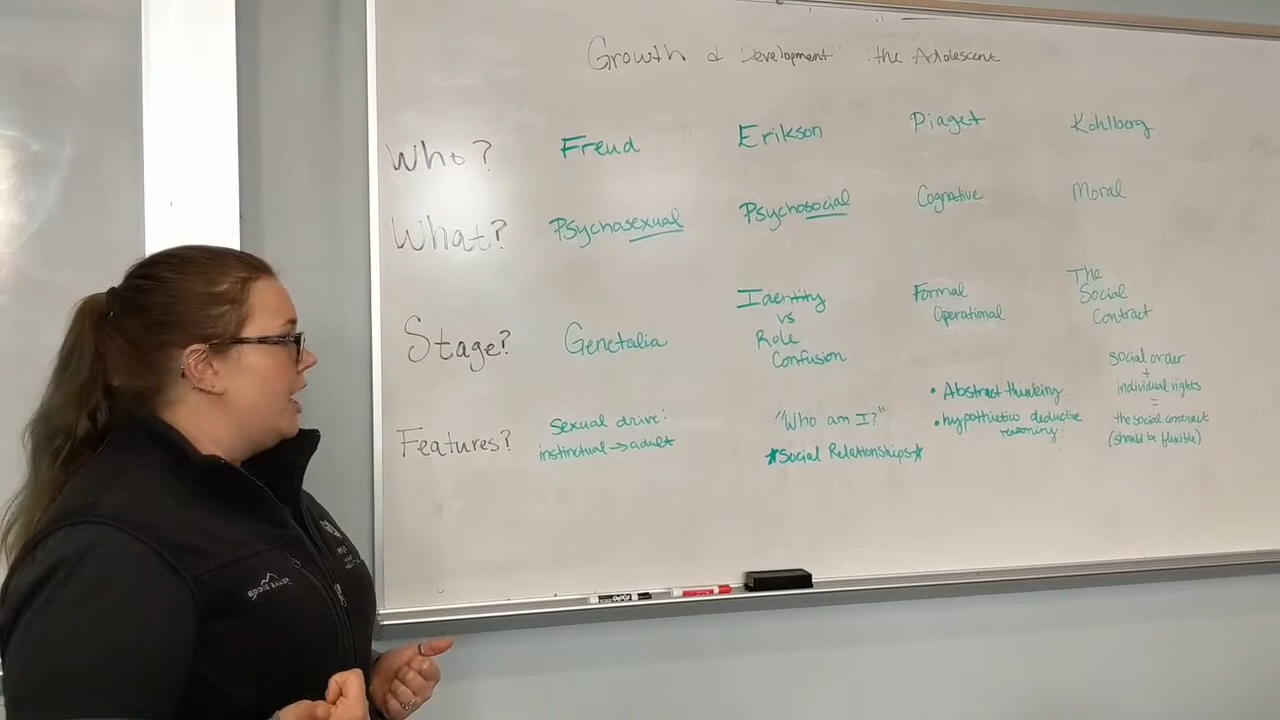 Growth & Development: the Adolescent
Who? Freud Erikson Piaget Kohlberg
What? Psychosexual Psychosocial Cognitive Moral
Stage? Genetalia Identity vs Role Confusion Formal Operational The Social Contract
Features?
Sexual drive:
instinctual → adult
"Who am I?"
★Social Relationships★
• Abstract thinking
• deductive
reasoning
social order
+
individual rights
=
the social contract
(should be flexible)
EDDIE BAUER